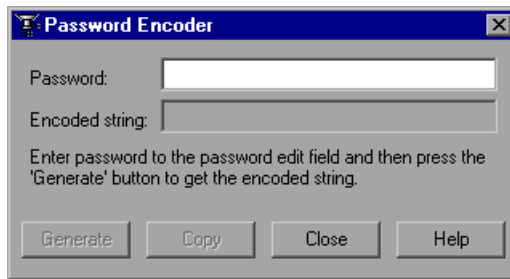 Password Encoder
Password:
Encoded string:
Enter password to the password edit field and then press the
'Generate' button to get the encoded string.
Generate Copy Close Help